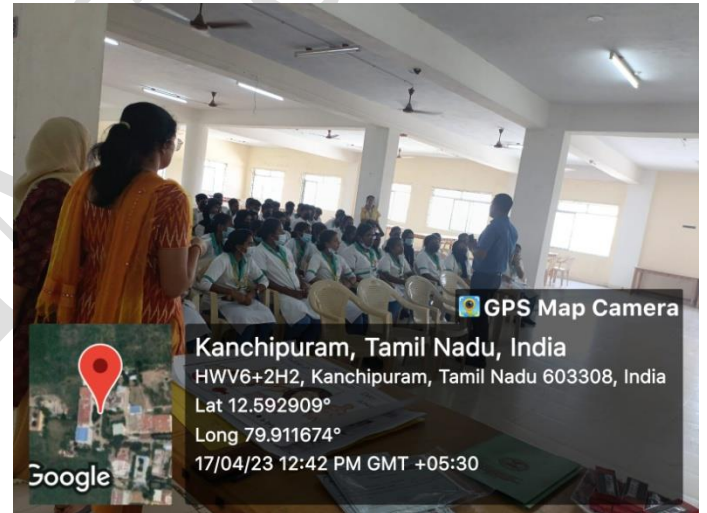 GPS Map Camera
Kanchipuram, Tamil Nadu, India
HWV6+2H2, Kanchipuram, Tamil Nadu 603308, India
Lat 12.592909°
Long 79.911674°
17/04/23 12:42 PM GMT +05:30
Google